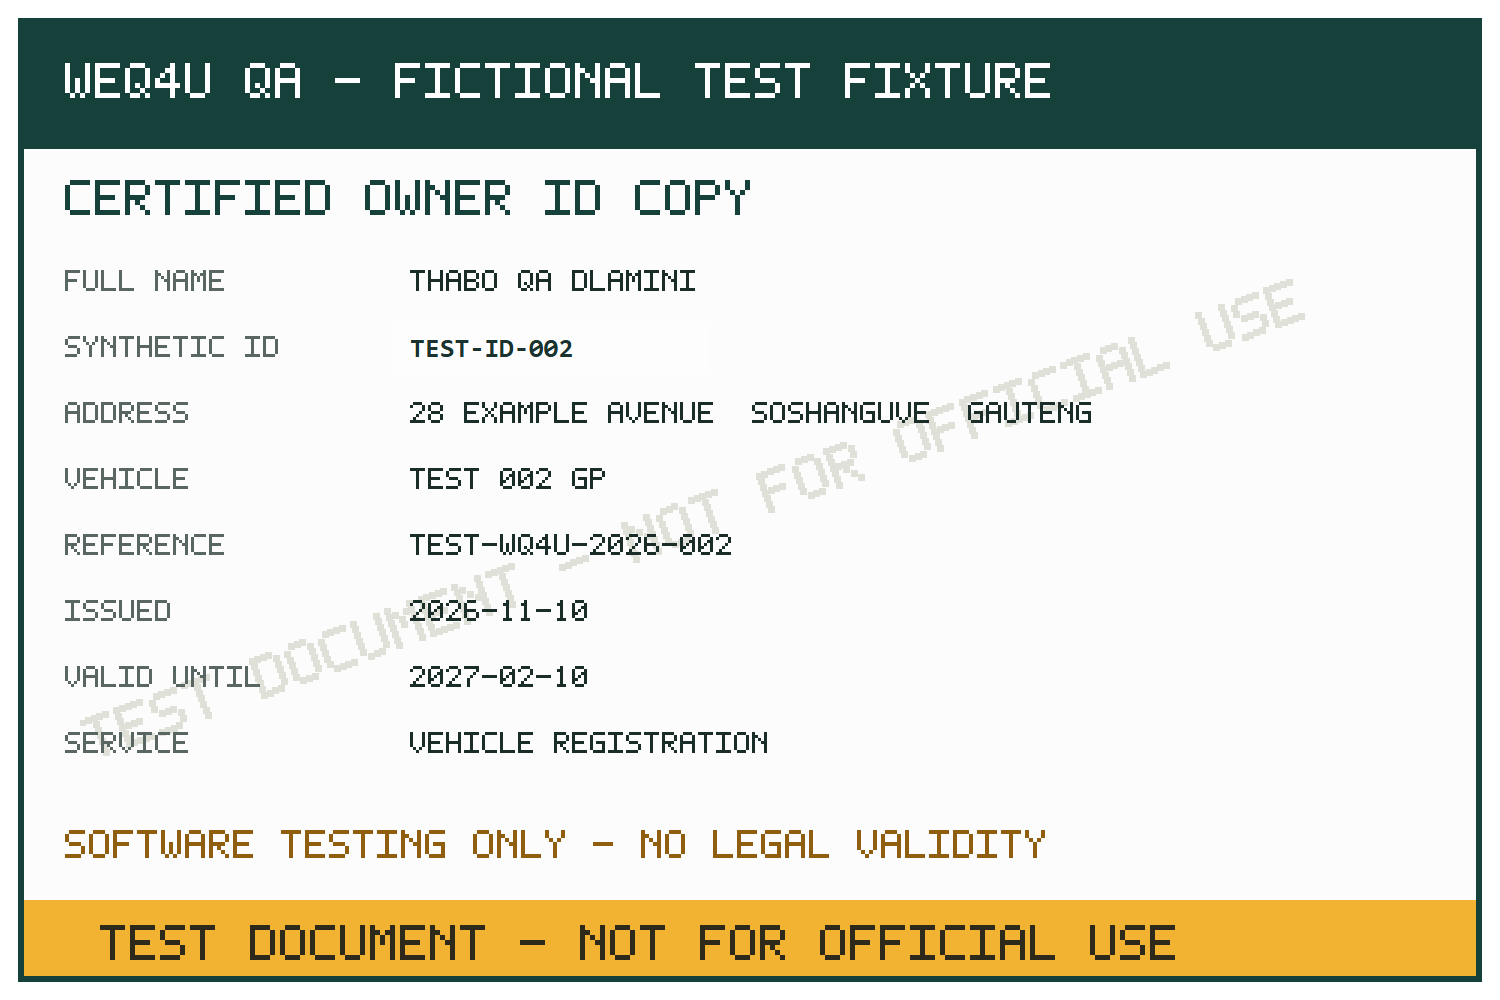 WEQ4U QA - FICTIONAL TEST FIXTURE
CERTIFIED OWNER ID COPY
FULL NAME THABO QA DLAMINI
SYNTHETIC ID TEST-ID-002
ADDRESS 28 EXAMPLE AVENUE SOSHANGUVE GAUTENG
VEHICLE TEST 002 GP
REFERENCE TEST-WQ4U-2026-002
ISSUED 2026-11-10
VALID UNTIL 2027-02-10
SERVICE VEHICLE REGISTRATION
TEST DOCUMENT - NOT FOR OFFICIAL USE
SOFTWARE TESTING ONLY - NO LEGAL VALIDITY
TEST DOCUMENT - NOT FOR OFFICIAL USE